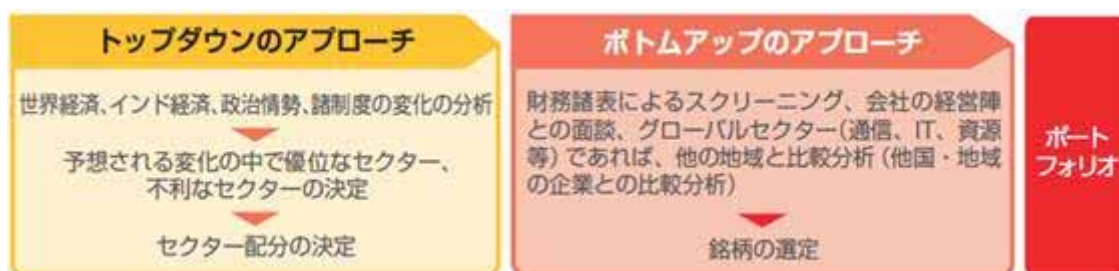 トップダウンのアプローチ
世界経済、インド経済、政治情勢、諸制度の変化の分析
予想される変化の中で優位なセクター、
不利なセクターの決定
セクター配分の決定
ボトムアップのアプローチ
財務諸表によるスクリーニング、会社の経営陣
との面談、グローバルセクター(通信、IT、資源
等)であれば、他の地域と比較分析(他国・地域
の企業との比較分析)
銘柄の選定
ポート
フォリオ